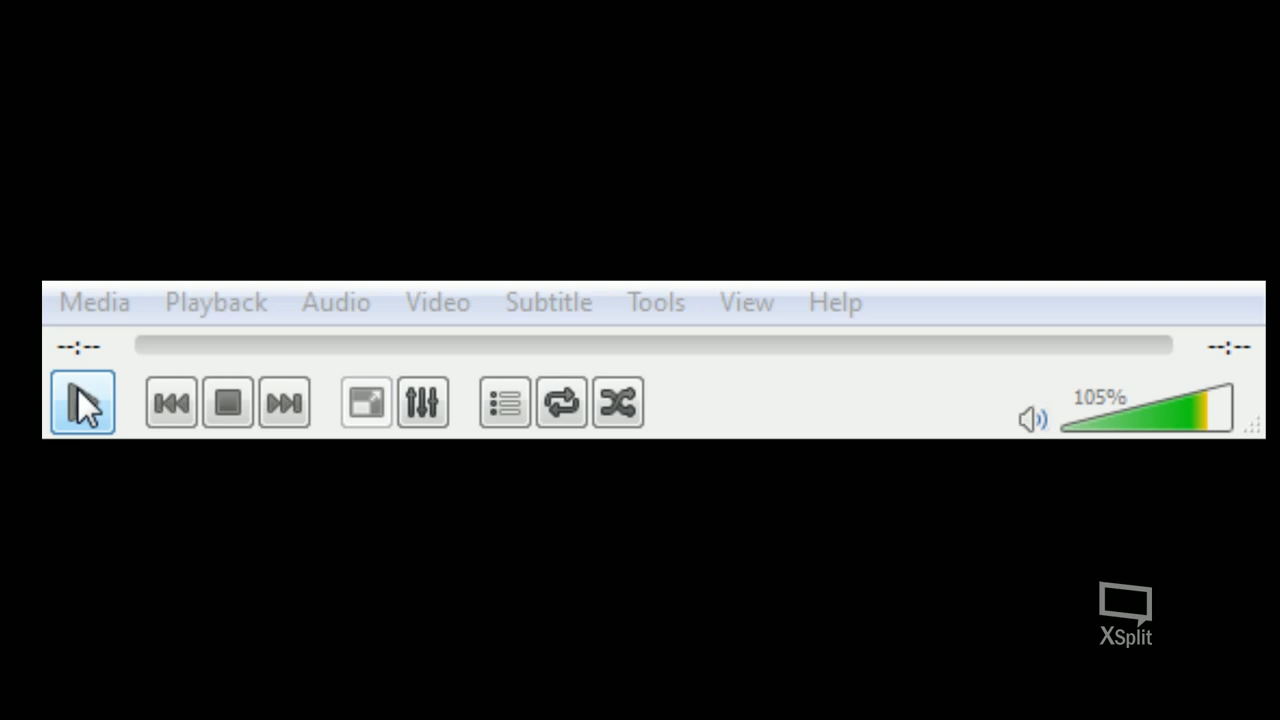 Media Playback Audio Video Subtitle Tools View Help
--:-- --:--
105%
XSplit